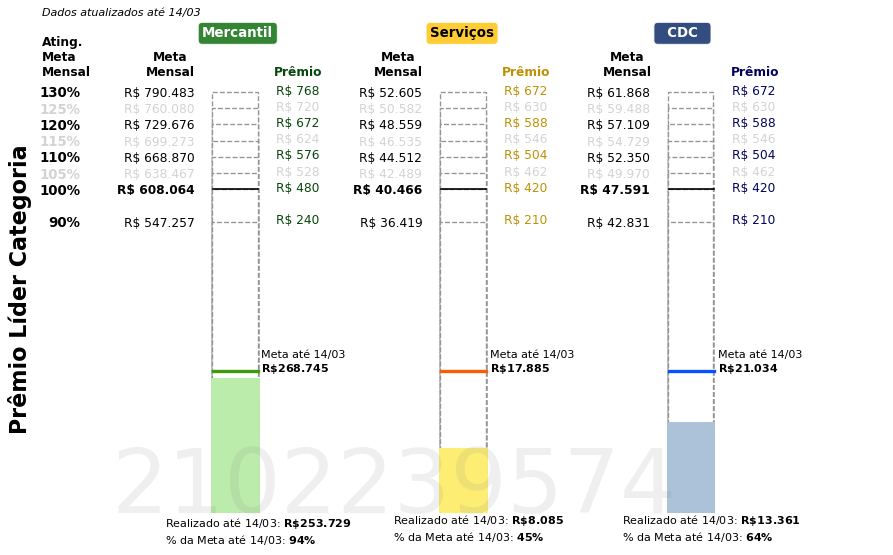 Dados atualizados até 14/03
Mercantil
Serviços
CDC
Ating.
Meta
Mensal
Meta
Mensal
Prêmio
Meta
Mensal
Prêmio
Meta
Mensal
Prêmio
130% R$ 790.483 R$ 768 R$ 52.605 R$ 672 R$ 61.868 R$ 672
125% R$ 760.080 R$ 720 R$ 50.582 R$ 630 R$ 59.488 R$ 630
120% R$ 729.676 R$ 672 R$ 48.559 R$ 588 R$ 57.109 R$ 588
115% R$ 699.273 R$ 624 R$ 46.535 R$ 546 R$ 54.729 R$ 546
110% R$ 668.870 R$ 576 R$ 44.512 R$ 504 R$ 52.350 R$ 504
105% R$ 638.467 R$ 528 R$ 42.489 R$ 462 R$ 49.970 R$ 462
100% R$ 608.064 R$ 480 R$ 40.466 R$ 420 R$ 47.591 R$ 420
90% R$ 547.257 R$ 240 R$ 36.419 R$ 210 R$ 42.831 R$ 210
Prêmio Líder Categoria
Meta até 14/03
R$268.745
Meta até 14/03
R$17.885
Meta até 14/03
R$21.034
2102239574
Realizado até 14/03: R$253.729
% da Meta até 14/03: 94%
Realizado até 14/03: R$8.085
% da Meta até 14/03: 45%
Realizado até 14/03: R$13.361
% da Meta até 14/03: 64%